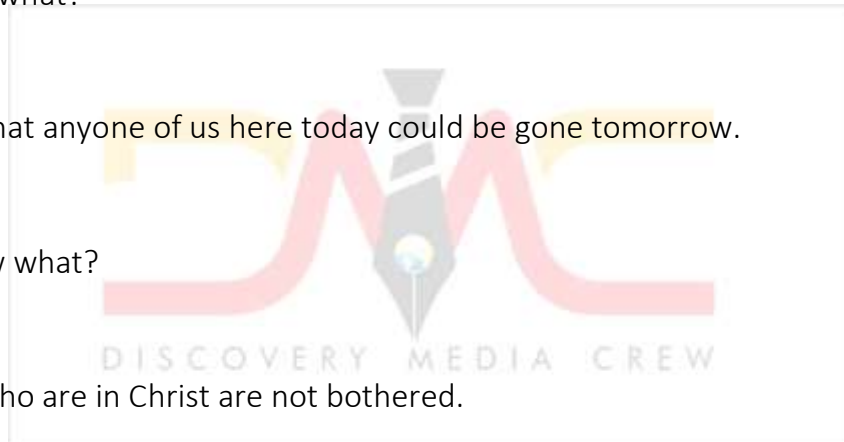 what?
hat anyone of us here today could be gone tomorrow.
what?
DISCOVERY MEDIA CREW
ho are in Christ are not bothered.